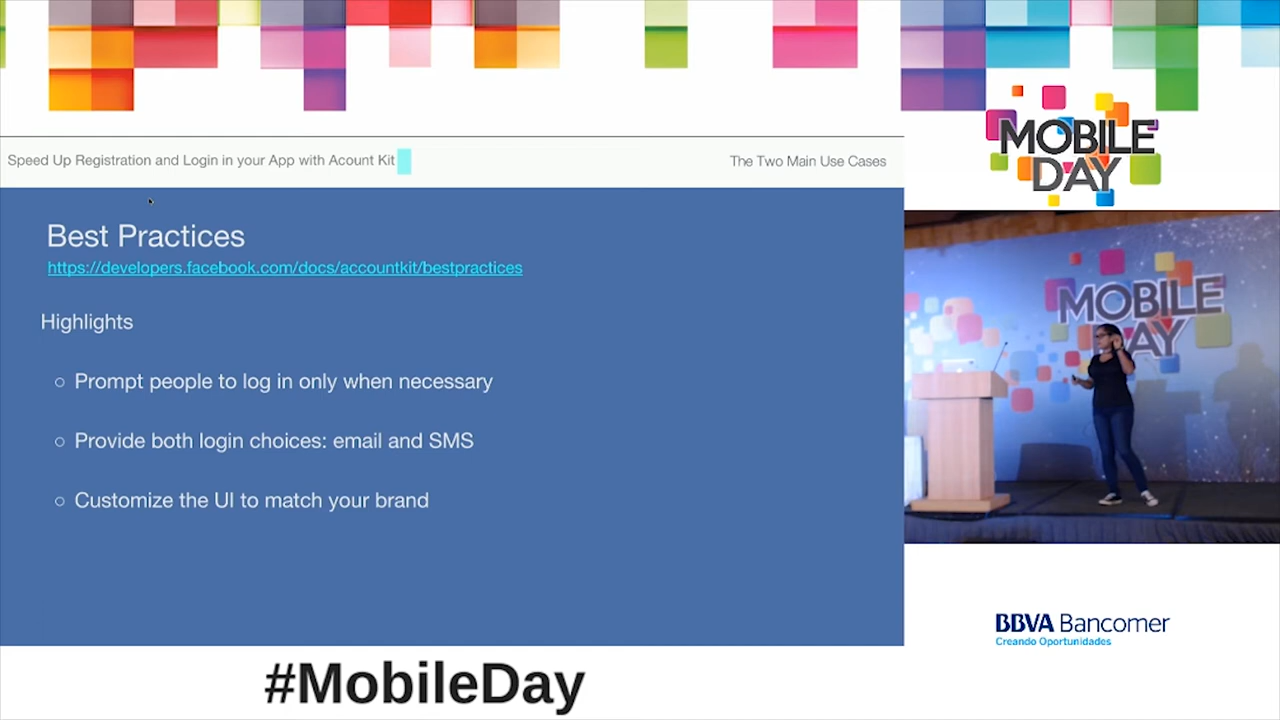 Speed Up Registration and Login in your App with Acount Kit
The Two Main Use Cases
Best Practices
https://developers.facebook.com/docs/accountkit/bestpractices
Highlights
Prompt people to log in only when necessary
Provide both login choices: email and SMS
Customize the UI to match your brand
MOBILE
DAY
MOBILE
DAY
BBVA Bancomer
Creando Oportunidades
#MobileDay